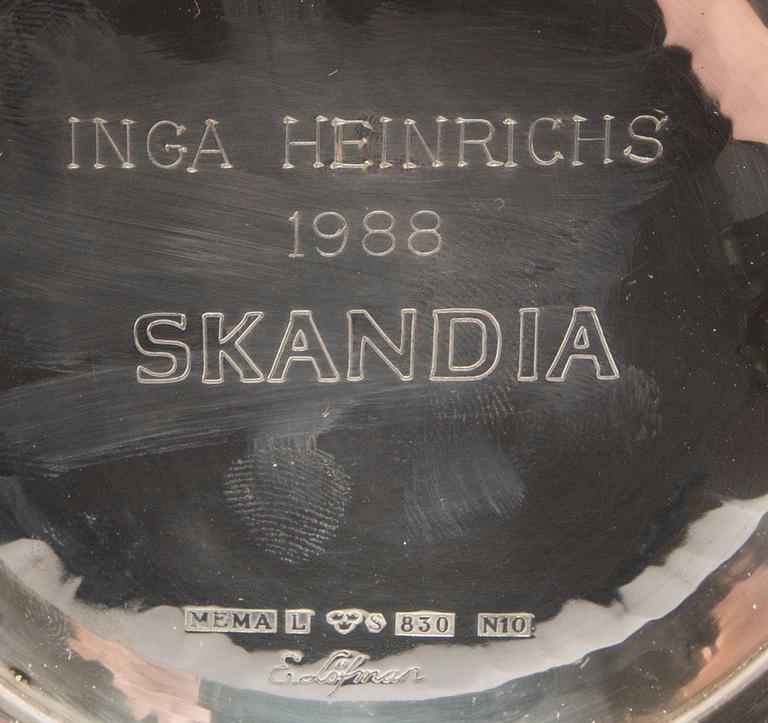 INGA HEINRICHS
1988
SKANDIA
MEMA L S 830 N10
E. Löfman